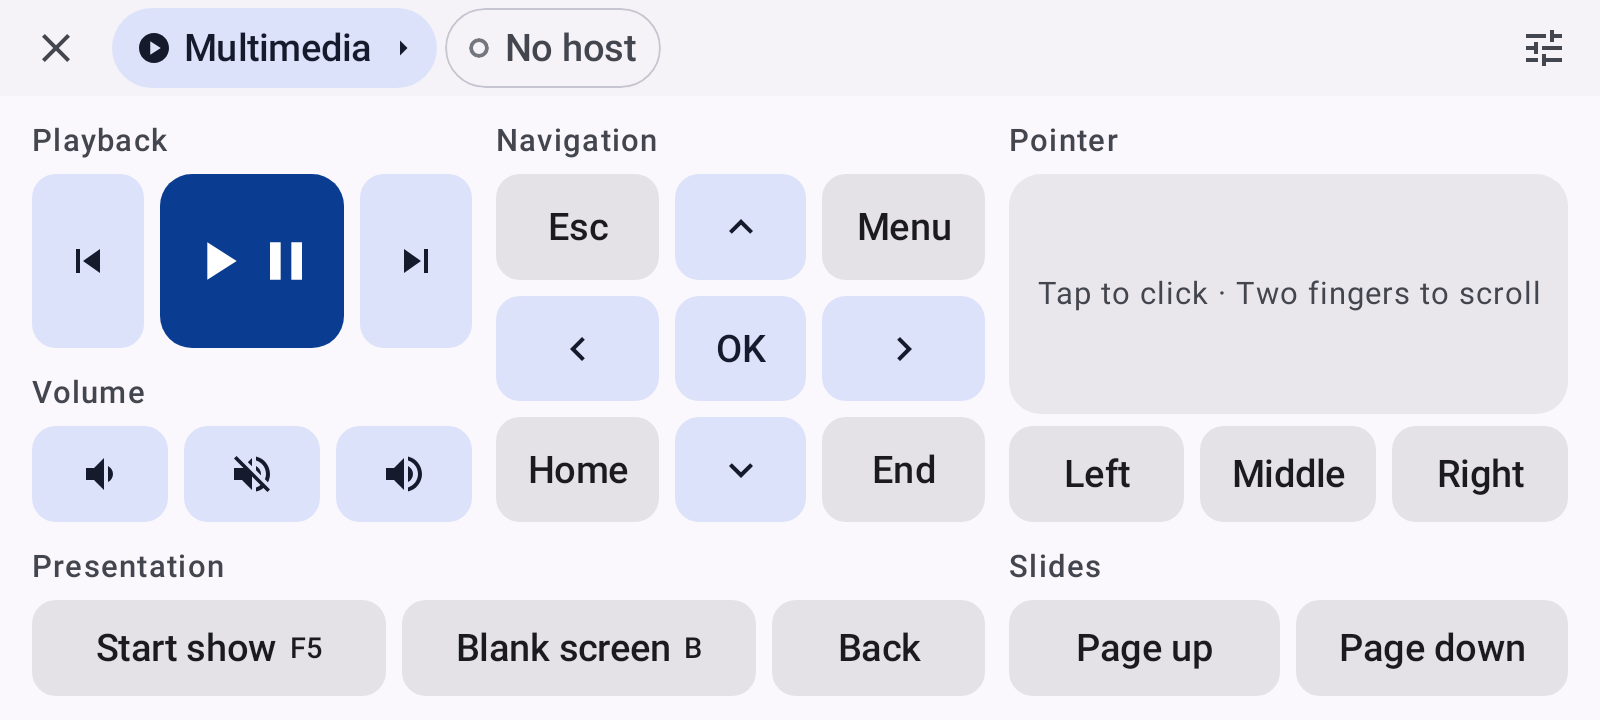 Multimedia
No host
Playback
Navigation
Pointer
Esc
Menu
Tap to click · Two fingers to scroll
OK
Volume
Home
End
Left
Middle
Right
Presentation
Slides
Start show F5
Blank screen B
Back
Page up
Page down